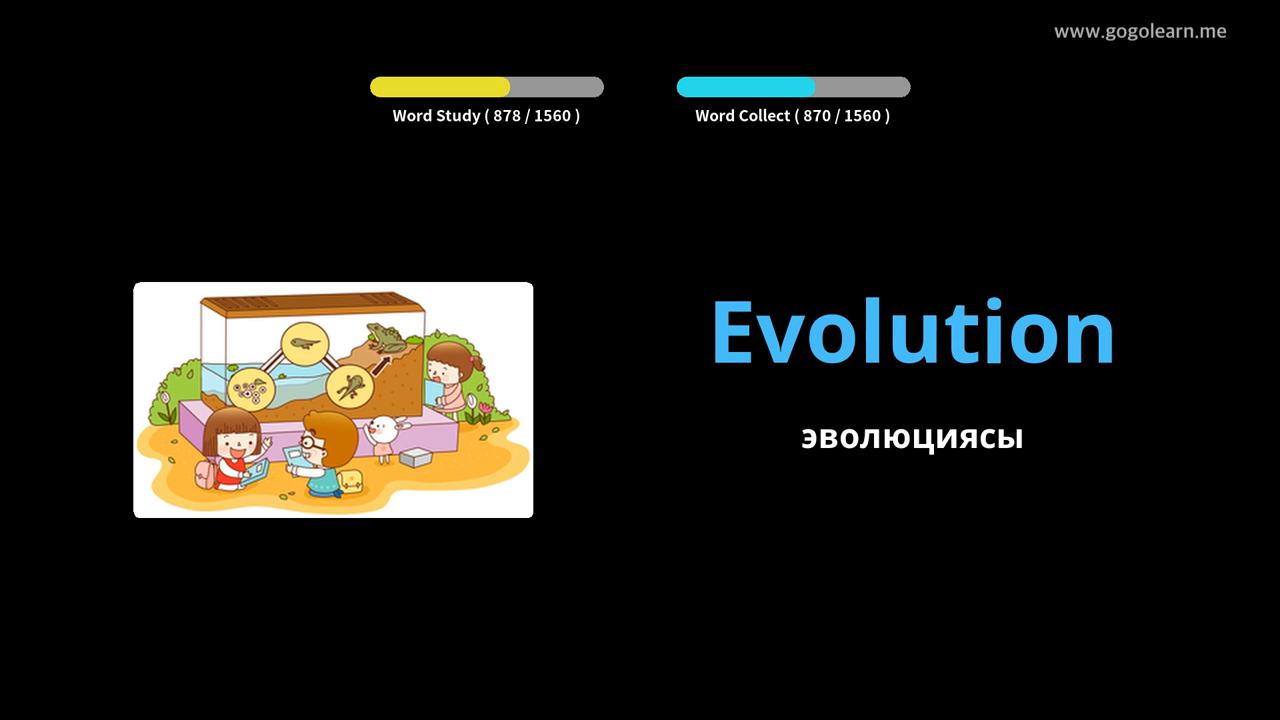 www.gogolearn.me
Word Study ( 878 / 1560 )
Word Collect ( 870 / 1560 )
Evolution
эволюциясы